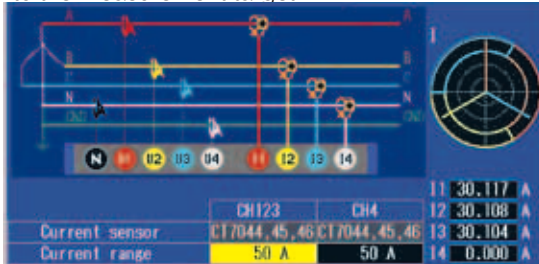 A A
I
B B
C C
N N
GND GND
N U1 U2 U3 U4 I1 I2 I3 I4
I1 30.117 A
CH123 CH4 I2 30.108 A
Current sensor CT7044,45,46 CT7044,45,46 I3 30.104 A
Current range 50 A 50 A I4 0.000 A